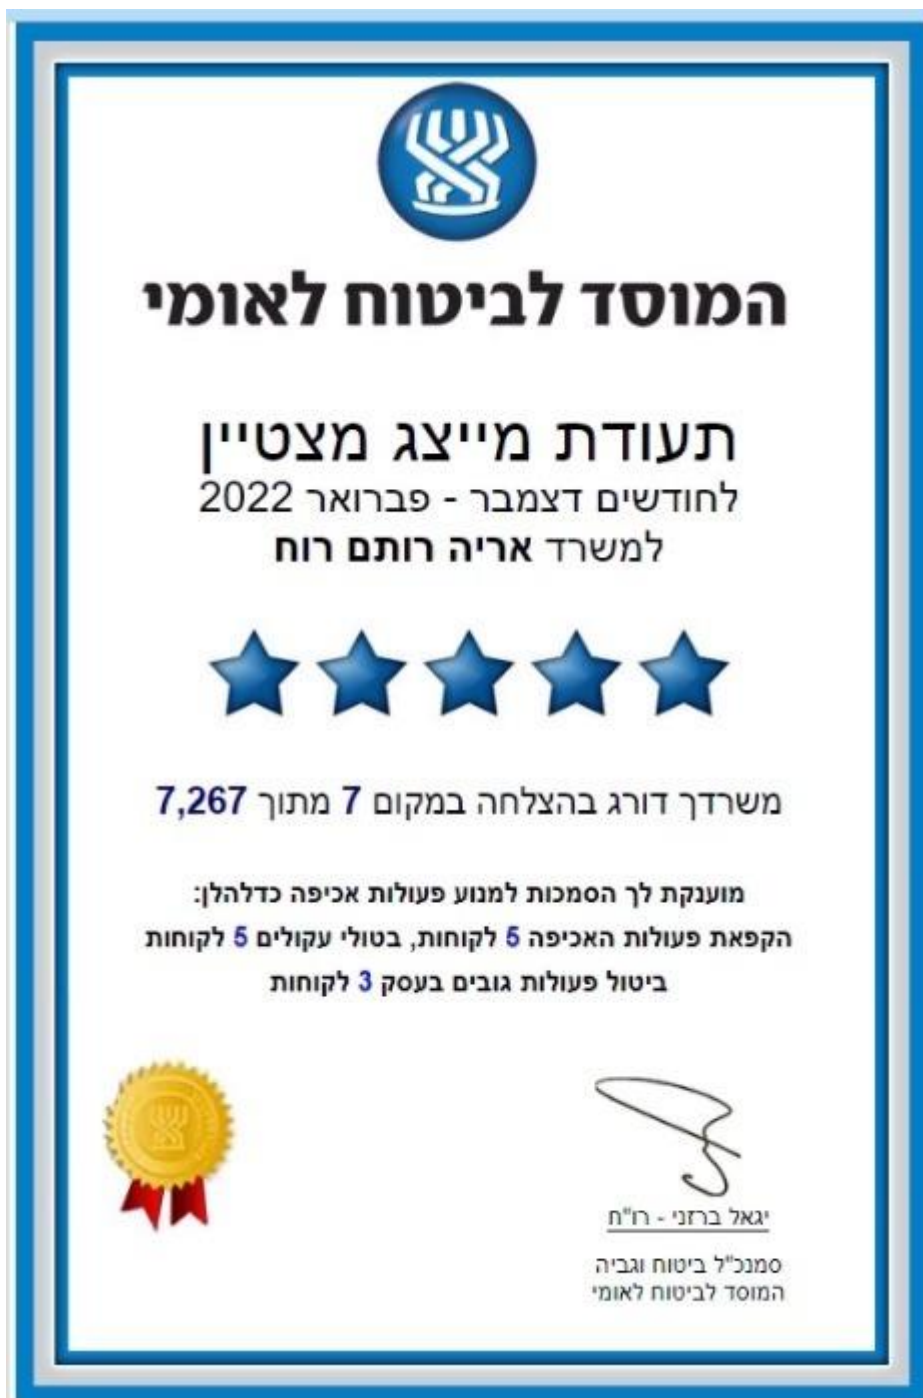 המוסד לביטוח לאומי
תעודת מייצג מצטיין
לחודשים דצמבר - פברואר 2022
למשרד אריה רותם רוח
משרדך דורג בהצלחה במקום 7 מתוך 7,267
מוענקת לך הסמכות למנוע פעולות אכיפה כדלהלן:
הקפאת פעולות האכיפה 5 לקוחות, בטולי עקולים 5 לקוחות
ביטול פעולות גובים בעסק 3 לקוחות
יגאל ברזני - רו"ח
סמנכ"ל ביטוח וגביה
המוסד לביטוח לאומי